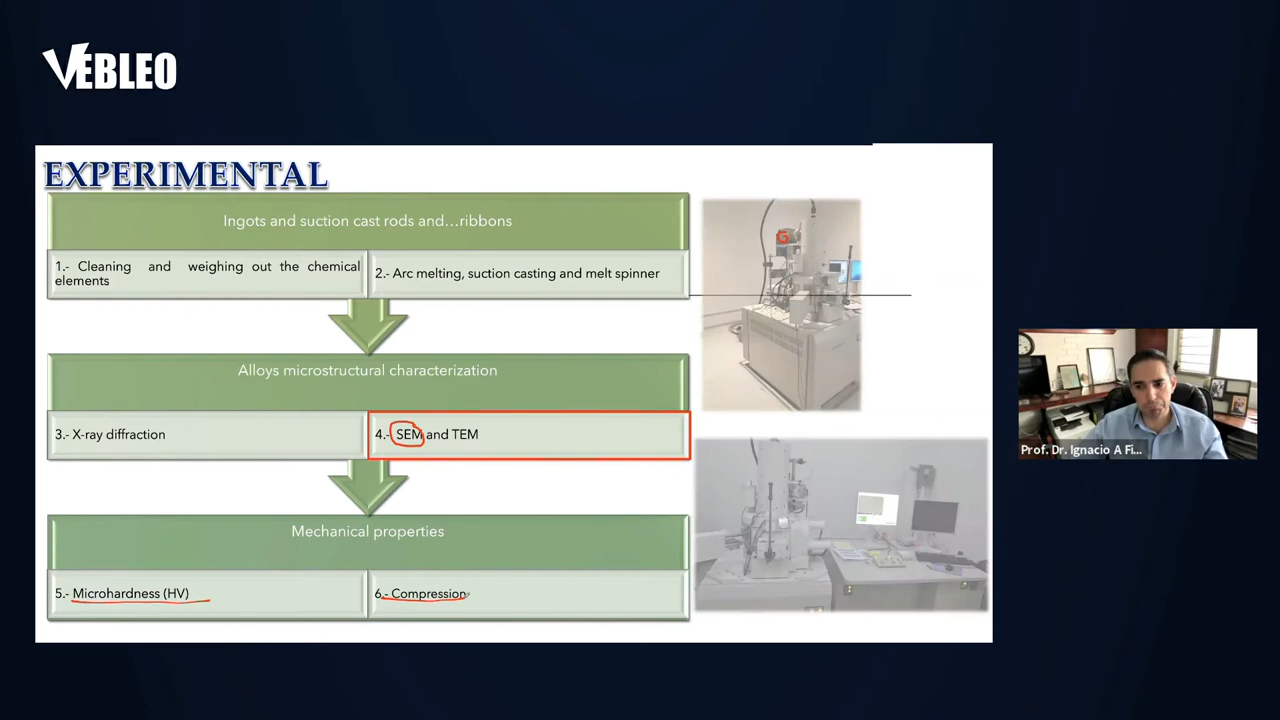 VEBLEO
EXPERIMENTAL
Ingots and suction cast rods and...ribbons
1.- Cleaning and weighing out the chemical
elements
2.- Arc melting, suction casting and melt spinner
Alloys microstructural characterization
3.- X-ray diffraction
4.- SEM and TEM
Mechanical properties
5.- Microhardness (HV)
6.- Compression
Prof. Dr. Ignacio A Fi...